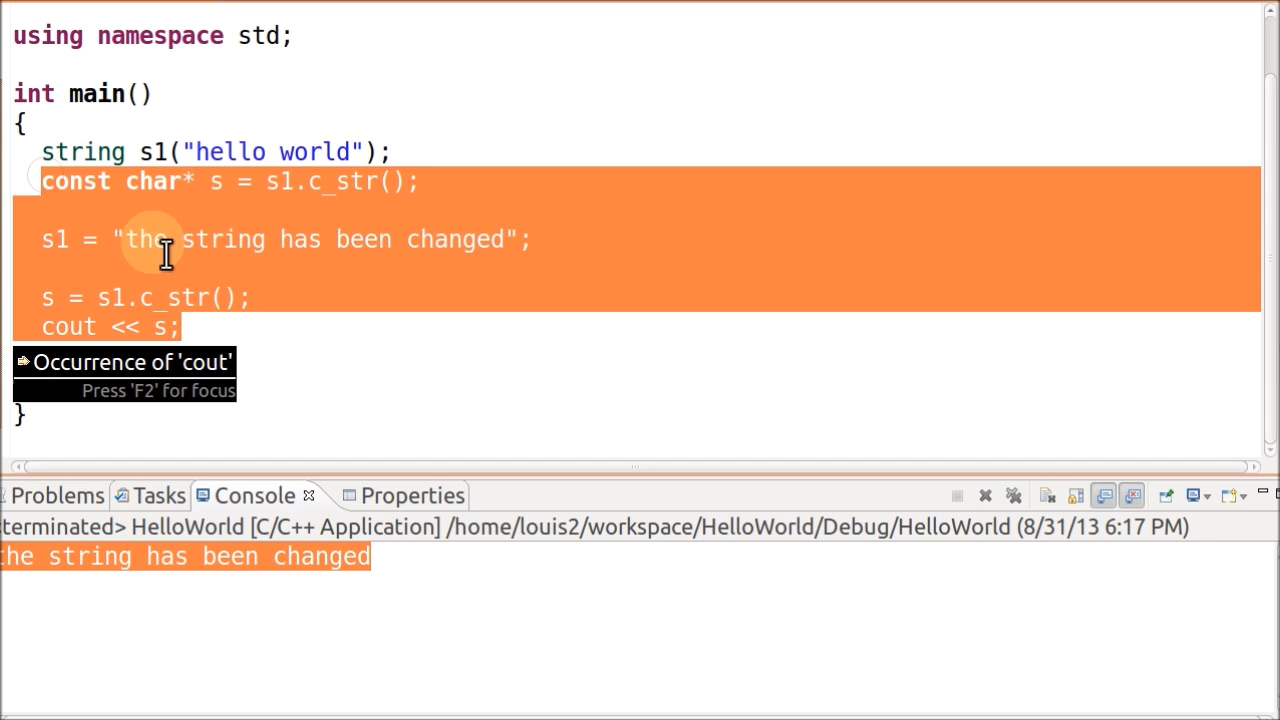 using namespace std;
int main()
{
string s1("hello world");
const char* s = s1.c_str();
s1 = "the string has been changed";
s = s1.c_str();
cout << s;
Occurrence of 'cout'
Press 'F2' for focus
}
Problems Tasks Console Properties
terminated> HelloWorld [C/C++ Application] /home/louis2/workspace/HelloWorld/Debug/HelloWorld (8/31/13 6:17 PM)
the string has been changed